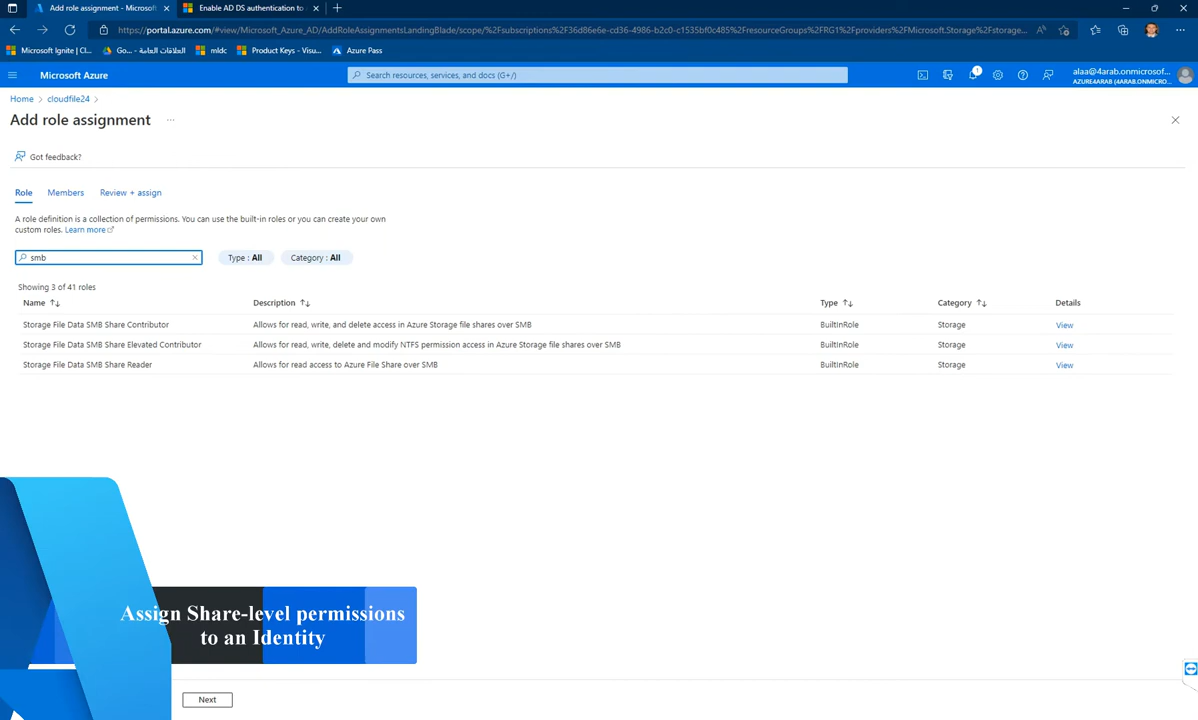 Add role assignment - Microsoft
Enable AD DS authentication to
https://portal.azure.com/#view/Microsoft_Azure_AD/AddRoleAssignmentsLandingBlade/scope/%2Fsubscriptions%2F36d86e6e-cd36-4986-b2c0-c1535bf0c485%2FresourceGroups%2FRG1%2Fproviders%2FMicrosoft.Storage%2Fstorage...
Microsoft Ignite | Cl...
Go... - العلاقات العامة
mldc
Product Keys - Visu...
Azure Pass
Microsoft Azure
Search resources, services, and docs (G+/)
1
alaa@4arab.onmicrosof...
AZURE4ARAB (4ARAB.ONMICRO...
Home > cloudfile24 >
Add role assignment ...
Got feedback?
Role Members Review + assign
A role definition is a collection of permissions. You can use the built-in roles or you can create your own
custom roles. Learn more
smb
Type : All
Category : All
Showing 3 of 41 roles
Name Description Type Category Details
Storage File Data SMB Share Contributor Allows for read, write, and delete access in Azure Storage file shares over SMB BuiltInRole Storage View
Storage File Data SMB Share Elevated Contributor Allows for read, write, delete and modify NTFS permission access in Azure Storage file shares over SMB BuiltInRole Storage View
Storage File Data SMB Share Reader Allows for read access to Azure File Share over SMB BuiltInRole Storage View
Assign Share-level permissions
to an Identity
Next